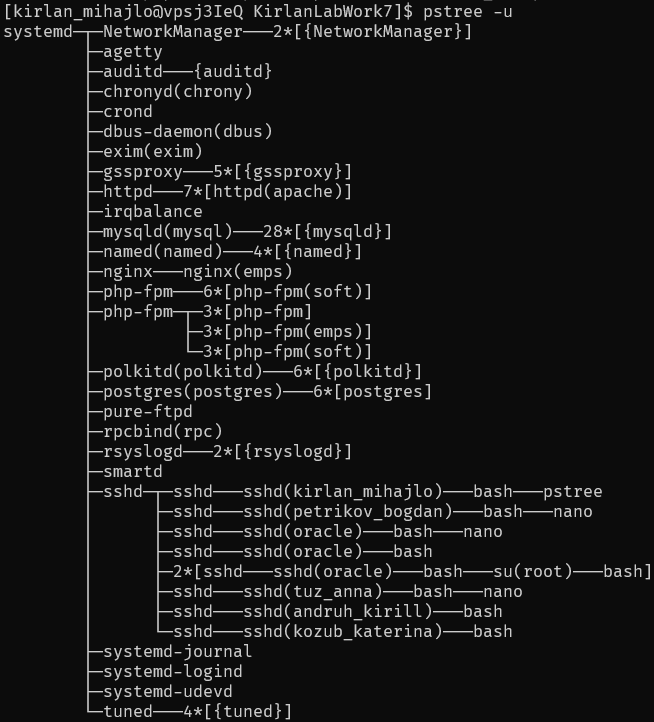 [kirlan_mihajlo@vpsj3IeQ KirlanLabWork7]$ pstree -u
systemd─┬─NetworkManager───2*[{NetworkManager}]
        ├─agetty
        ├─auditd───{auditd}
        ├─chronyd(chrony)
        ├─crond
        ├─dbus-daemon(dbus)
        ├─exim(exim)
        ├─gssproxy───5*[{gssproxy}]
        ├─httpd───7*[httpd(apache)]
        ├─irqbalance
        ├─mysqld(mysql)───28*[{mysqld}]
        ├─named(named)───4*[{named}]
        ├─nginx───nginx(emps)
        ├─php-fpm───6*[php-fpm(soft)]
        ├─php-fpm─┬─3*[php-fpm]
        │         ├─3*[php-fpm(emps)]
        │         └─3*[php-fpm(soft)]
        ├─polkitd(polkitd)───6*[{polkitd}]
        ├─postgres(postgres)───6*[postgres]
        ├─pure-ftpd
        ├─rpcbind(rpc)
        ├─rsyslogd───2*[{rsyslogd}]
        ├─smartd
        ├─sshd─┬─sshd───sshd(kirlan_mihajlo)───bash───pstree
        │      ├─sshd───sshd(petrikov_bogdan)───bash───nano
        │      ├─sshd───sshd(oracle)───bash───nano
        │      ├─sshd───sshd(oracle)───bash
        │      ├─2*[sshd───sshd(oracle)───bash───su(root)───bash]
        │      ├─sshd───sshd(tuz_anna)───bash───nano
        │      ├─sshd───sshd(andruh_kirill)───bash
        │      └─sshd───sshd(kozub_katerina)───bash
        ├─systemd-journal
        ├─systemd-logind
        ├─systemd-udevd
        └─tuned───4*[{tuned}]